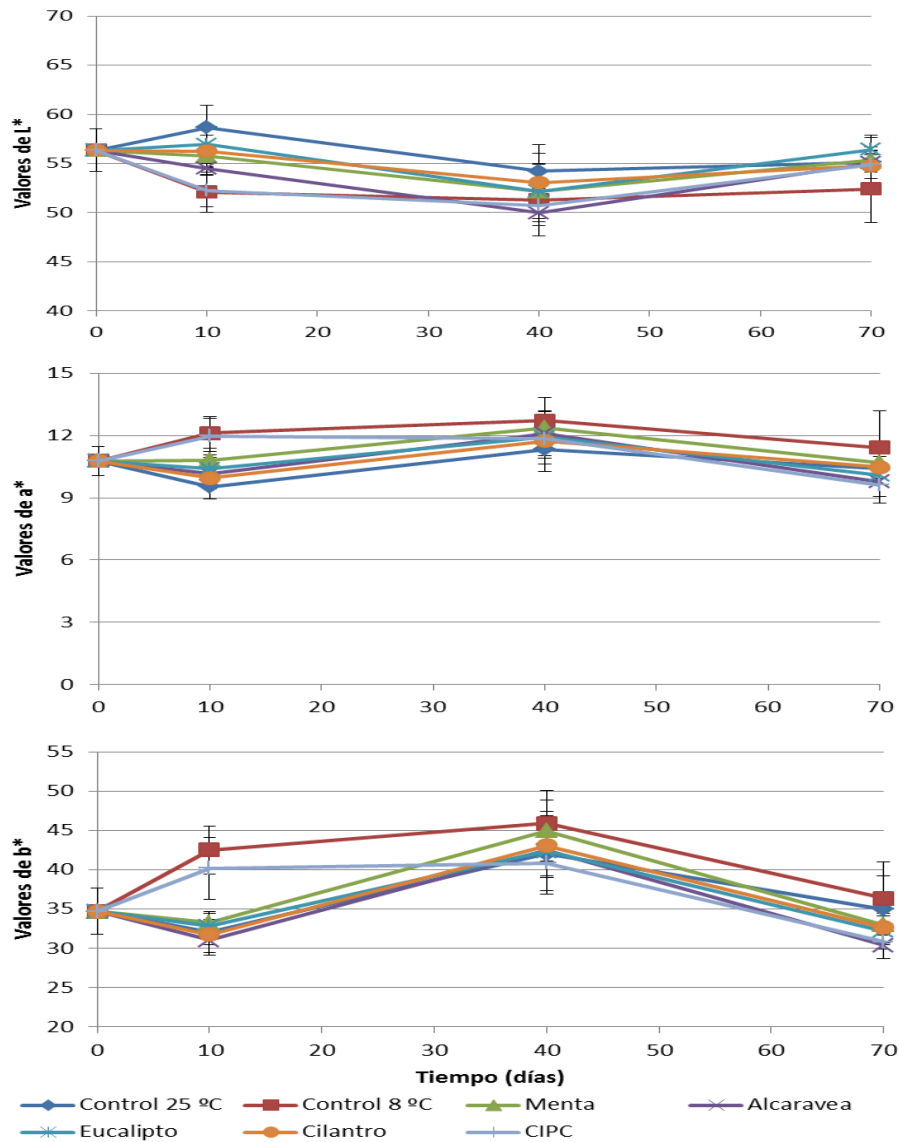 70
65
60
55
50
45
40
Valores de L*
0 10 20 30 40 50 60 70
15
12
9
6
3
0
Valores de a*
0 10 20 30 40 50 60 70
55
50
45
40
35
30
25
20
Valores de b*
0 10 20 30 40 50 60 70
Tiempo (días)
Control 25 ºC Control 8 ºC Menta Alcaravea
Eucalipto Cilantro CIPC